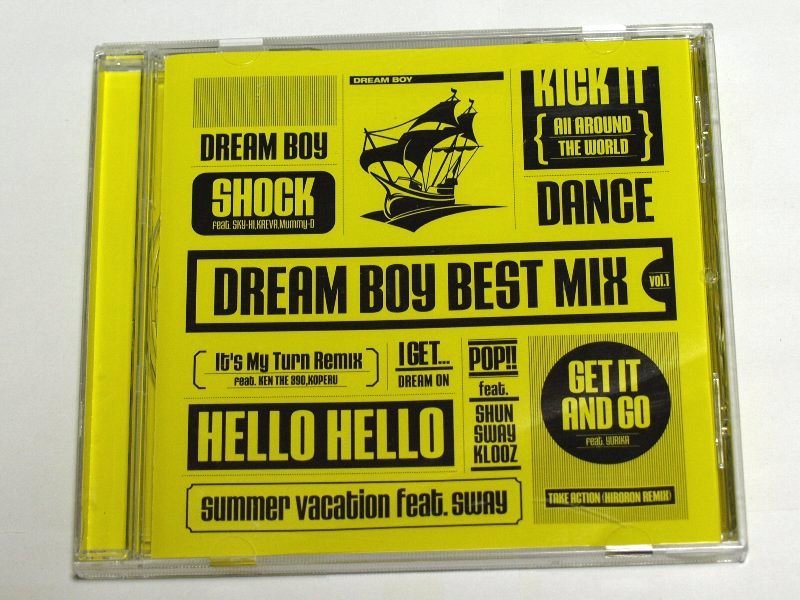 DREAM BOY
DREAM BOY
KICK IT
All AROUND
THE WORLD
SHOCK
feat. SKY-HI,KREVA,Mummy-D
DANCE
DREAM BOY BEST MIX
vol.1
It's My Turn Remix
feat. KEN THE 390,KOPERU
I GET...
DREAM ON
POP!!
feat.
SHUN
SWAY
KLOOZ
GET IT
AND GO
feat. YURIKA
HELLO HELLO
summer vacation feat. SWAY
TAKE ACTION (HIRORON REMIX)